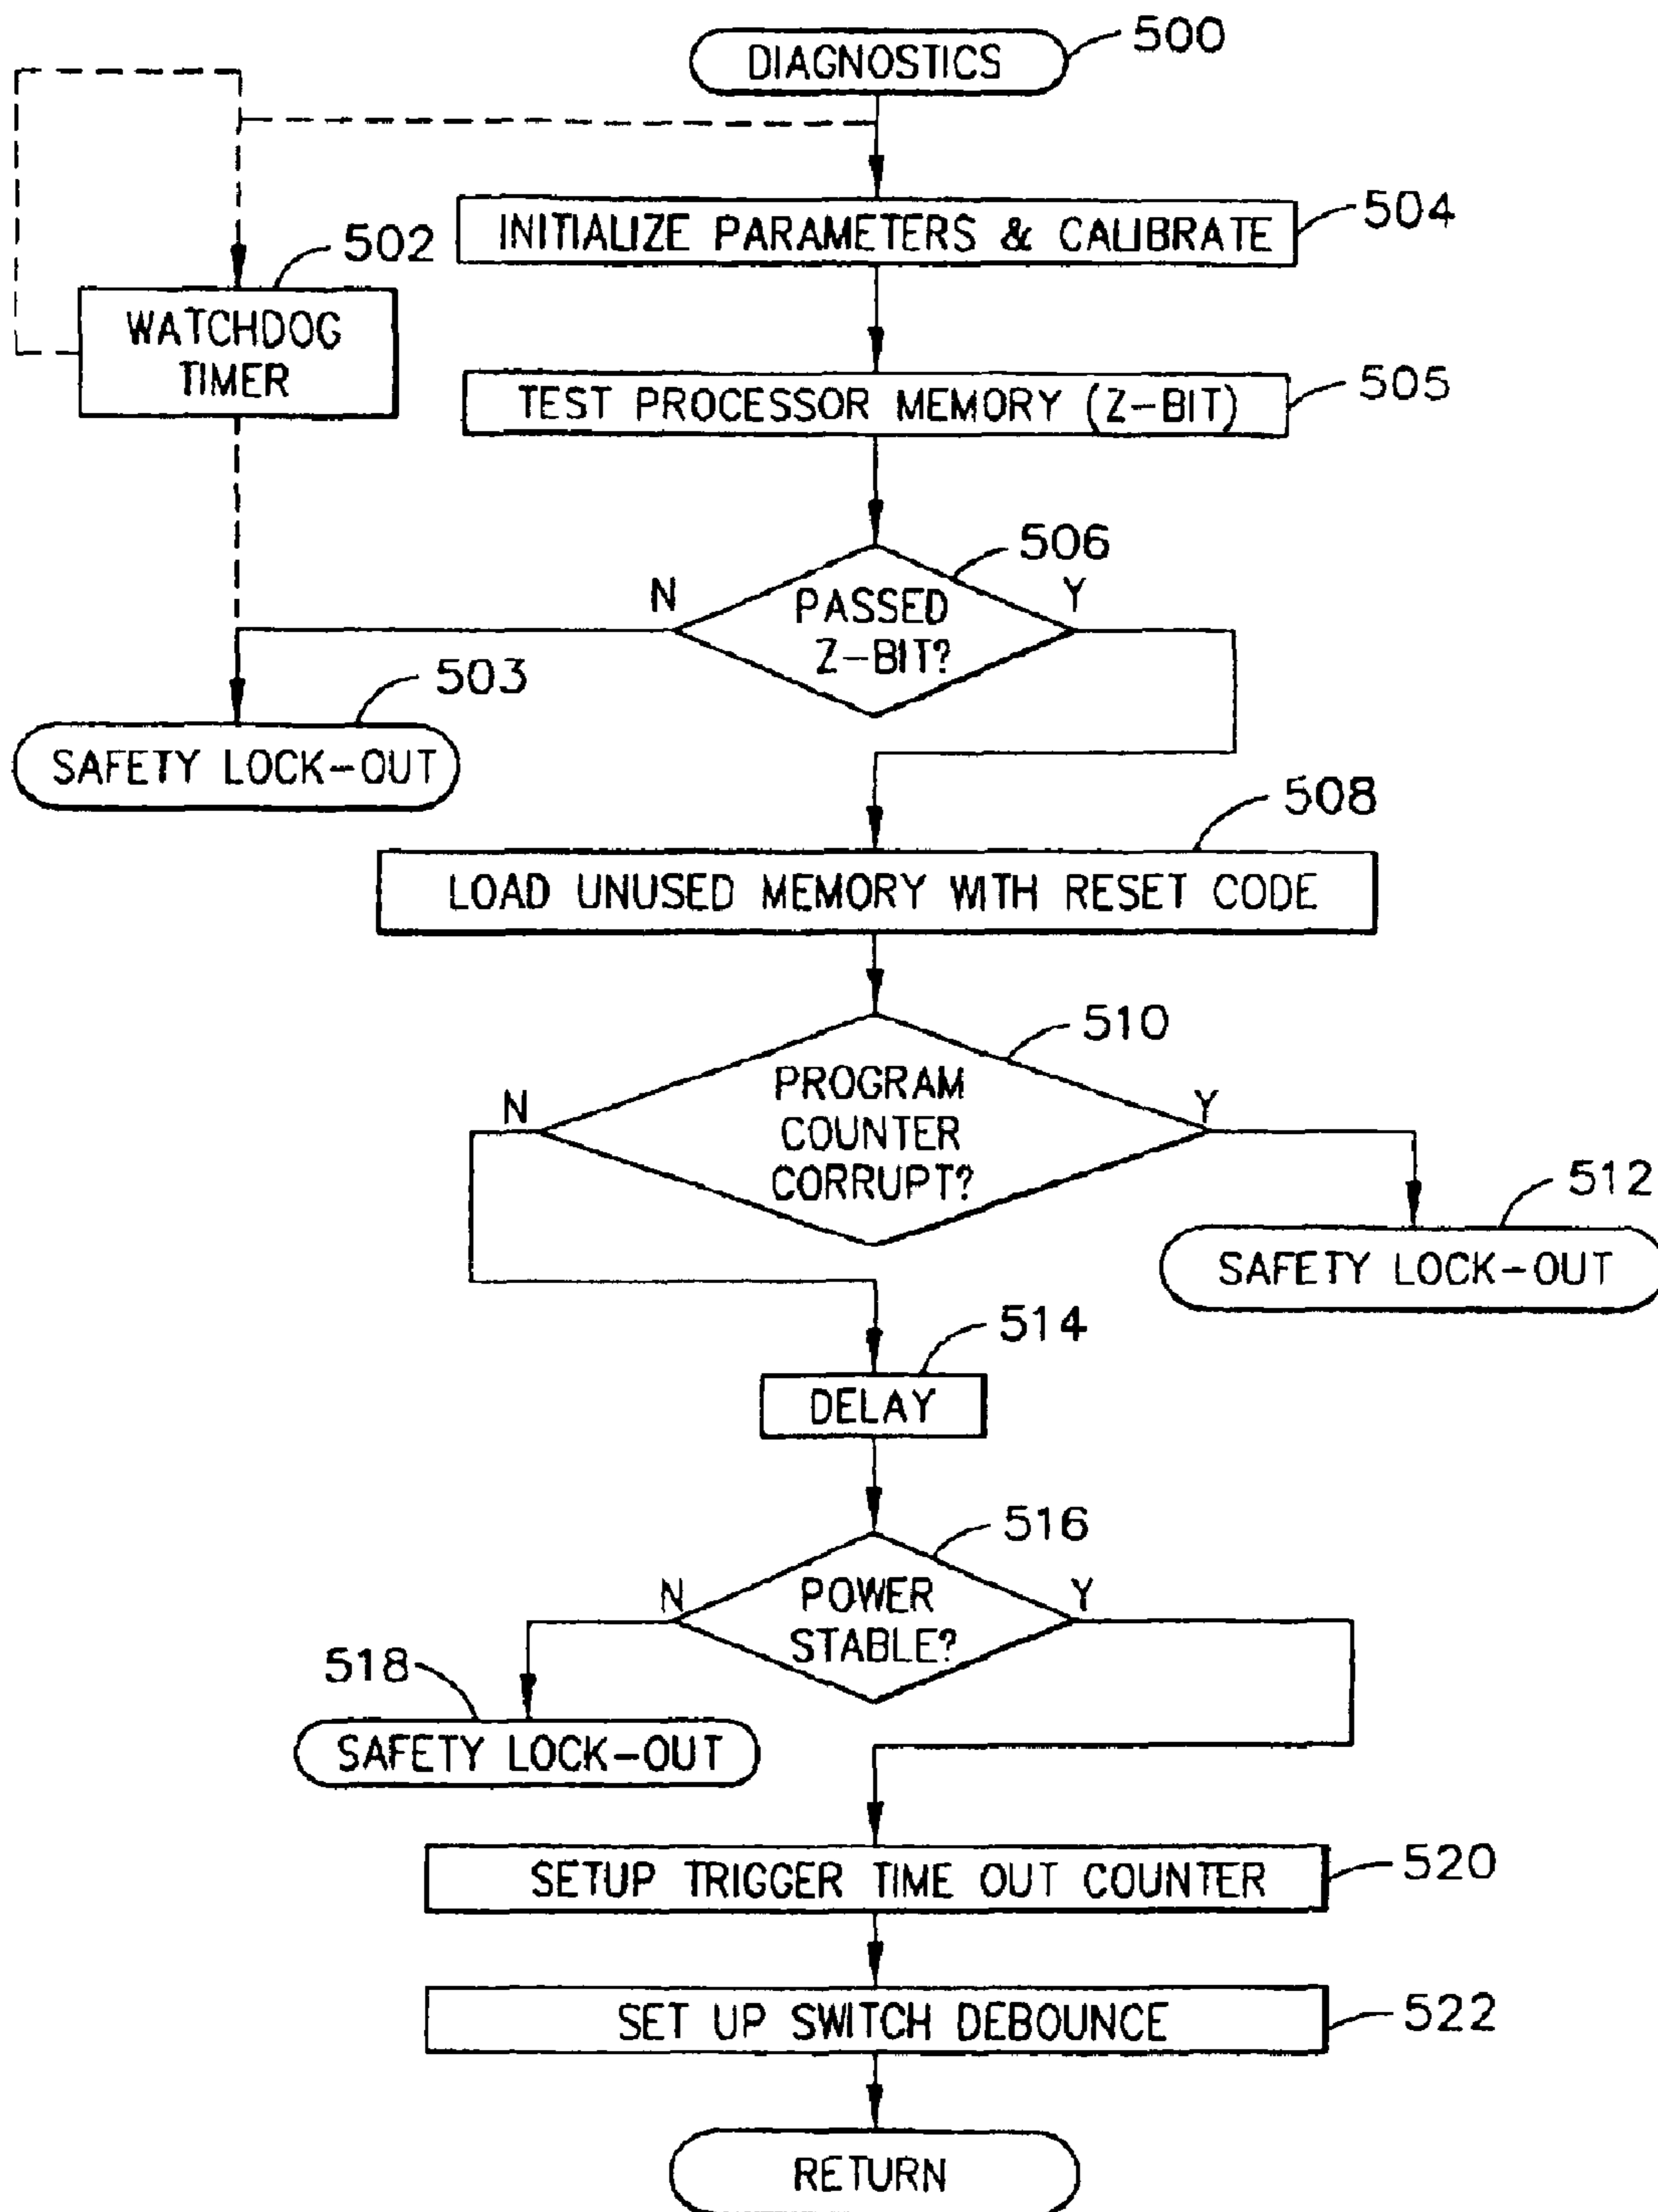 DIAGNOSTICS
500
INITIALIZE PARAMETERS & CALIBRATE
504
502
WATCHDOG
TIMER
TEST PROCESSOR MEMORY (Z-BIT)
505
506
N
Y
PASSED
Z-BIT?
503
SAFETY LOCK-OUT
508
LOAD UNUSED MEMORY WITH RESET CODE
510
N
Y
PROGRAM
COUNTER
CORRUPT?
512
SAFETY LOCK-OUT
514
DELAY
516
N
Y
POWER
STABLE?
518
SAFETY LOCK-OUT
SETUP TRIGGER TIME OUT COUNTER
520
SET UP SWITCH DEBOUNCE
522
RETURN